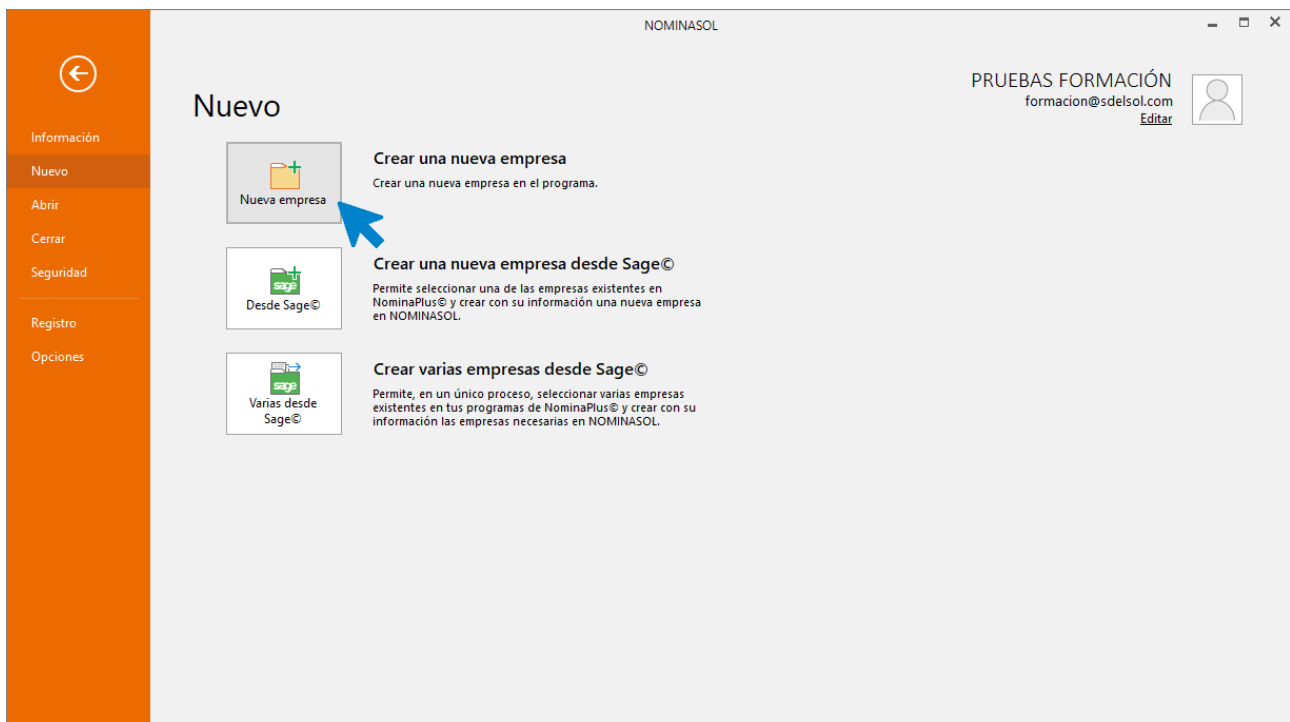 NOMINASOL
PRUEBAS FORMACIÓN
formacion@sdelsol.com
Editar
Información
Nuevo
Abrir
Cerrar
Seguridad
Registro
Opciones
Nuevo
Nueva empresa
Crear una nueva empresa
Crear una nueva empresa en el programa.
sage
Desde Sage©
Crear una nueva empresa desde Sage©
Permite seleccionar una de las empresas existentes en
NominaPlus© y crear con su información una nueva empresa
en NOMINASOL.
sage
Varias desde
Sage©
Crear varias empresas desde Sage©
Permite, en un único proceso, seleccionar varias empresas
existentes en tus programas de NominaPlus© y crear con su
información las empresas necesarias en NOMINASOL.